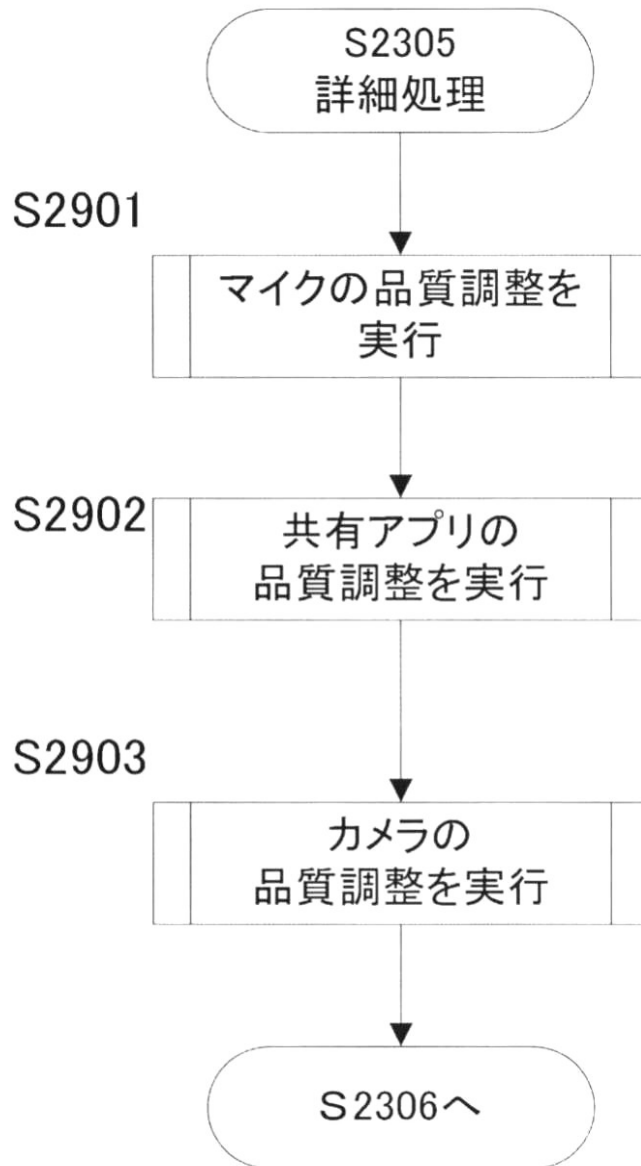 S2305
詳細処理
S2901
マイクの品質調整を
実行
S2902
共有アプリの
品質調整を実行
S2903
カメラの
品質調整を実行
S2306へ